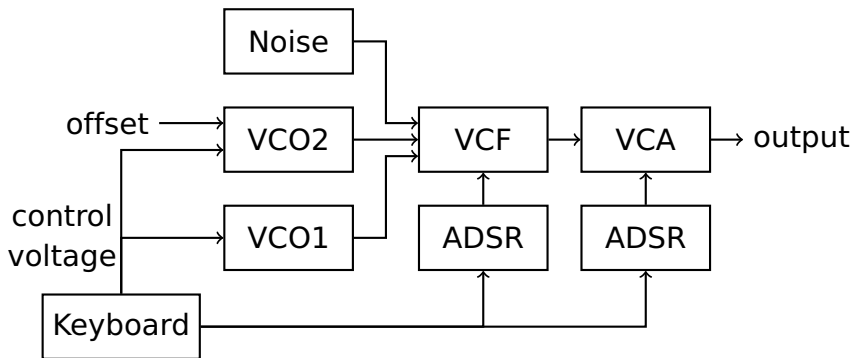 Noise
offset
VCO2
VCF
VCA
output
control
voltage
VCO1
ADSR
ADSR
Keyboard